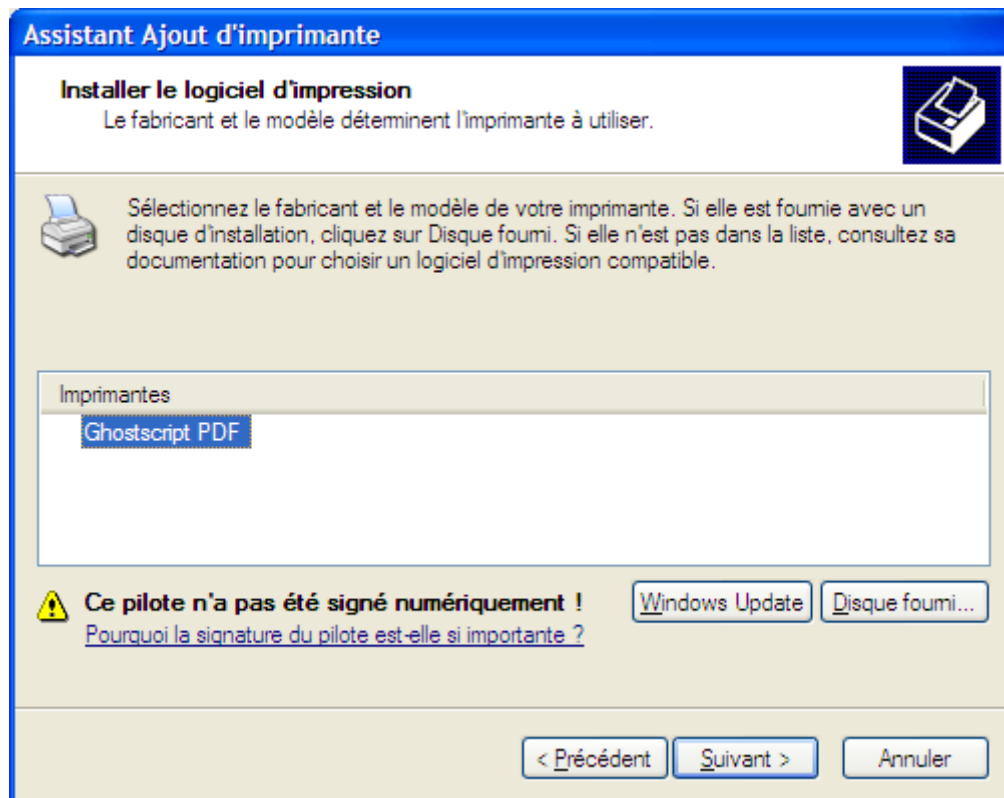 Assistant Ajout d'imprimante
Installer le logiciel d'impression
Le fabricant et le modèle déterminent l'imprimante à utiliser.
Sélectionnez le fabricant et le modèle de votre imprimante. Si elle est fournie avec un
disque d'installation, cliquez sur Disque fourni. Si elle n'est pas dans la liste, consultez sa
documentation pour choisir un logiciel d'impression compatible.
Imprimantes
Ghostscript PDF
Ce pilote n'a pas été signé numériquement !
Windows Update
Disque fourni...
Pourquoi la signature du pilote est-elle si importante ?
< Précédent
Suivant >
Annuler